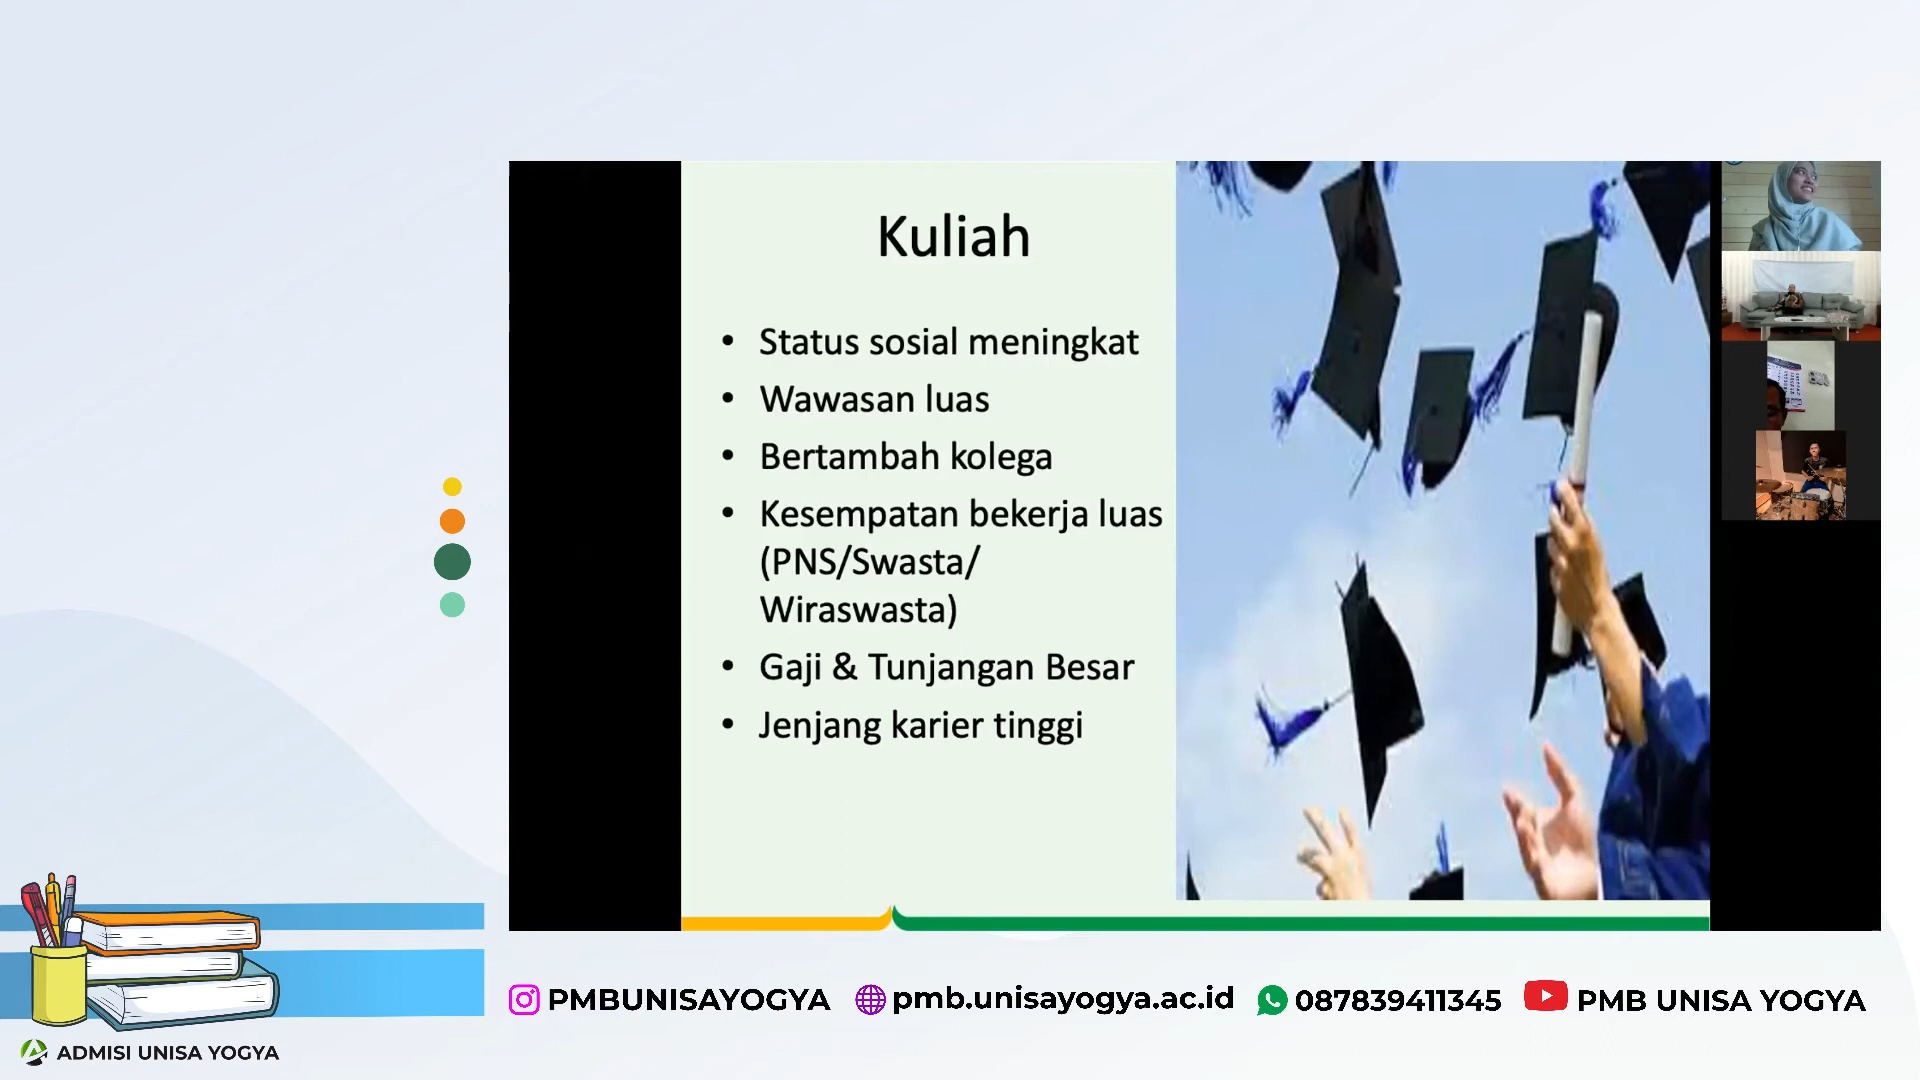 Kuliah
• Status sosial meningkat
• Wawasan luas
• Bertambah kolega
• Kesempatan bekerja luas
(PNS/Swasta/
Wiraswasta)
• Gaji & Tunjangan Besar
• Jenjang karier tinggi
PMBUNISAYOGYA
pmb.unisayogya.ac.id
087839411345
PMB UNISA YOGYA
ADMISI UNISA YOGYA